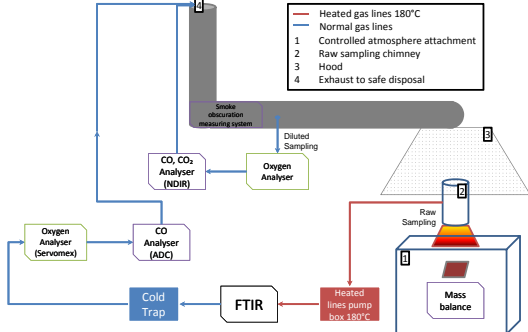 4
Heated gas lines 180°C
Normal gas lines
1 Controlled atmosphere attachment
2 Raw sampling chimney
3 Hood
4 Exhaust to safe disposal
Smoke
obscuration
measuring system
Diluted
Sampling
3
CO, CO₂
Analyser
(NDIR)
Oxygen
Analyser
2
Raw
Sampling
Oxygen
Analyser
(Servomex)
CO
Analyser
(ADC)
1
Mass
balance
Cold
Trap
FTIR
Heated
lines pump
box 180°C